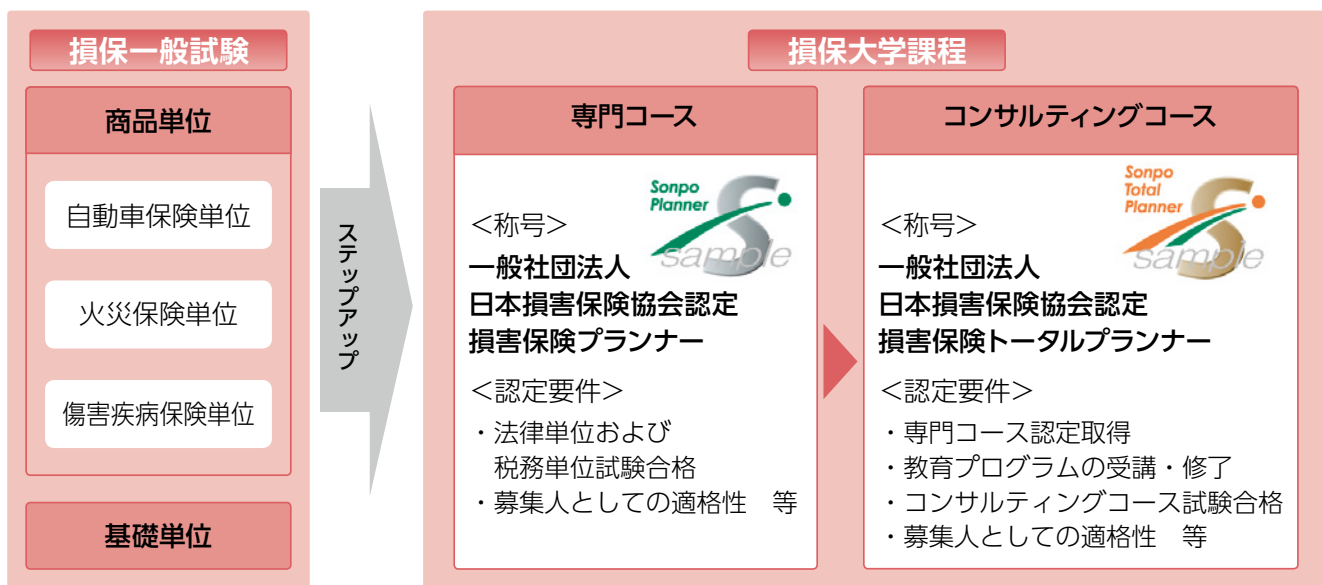 損保一般試験
商品単位
自動車保険単位
火災保険単位
傷害疾病保険単位
基礎単位
ステップアップ
損保大学課程
専門コース
Sonpo
Planner
sample
<称号>
一般社団法人
日本損害保険協会認定
損害保険プランナー
<認定要件>
・法律単位および
税務単位試験合格
・募集人としての適格性　等
コンサルティングコース
Sonpo
Total
Planner
sample
<称号>
一般社団法人
日本損害保険協会認定
損害保険トータルプランナー
<認定要件>
・専門コース認定取得
・教育プログラムの受講・修了
・コンサルティングコース試験合格
・募集人としての適格性　等